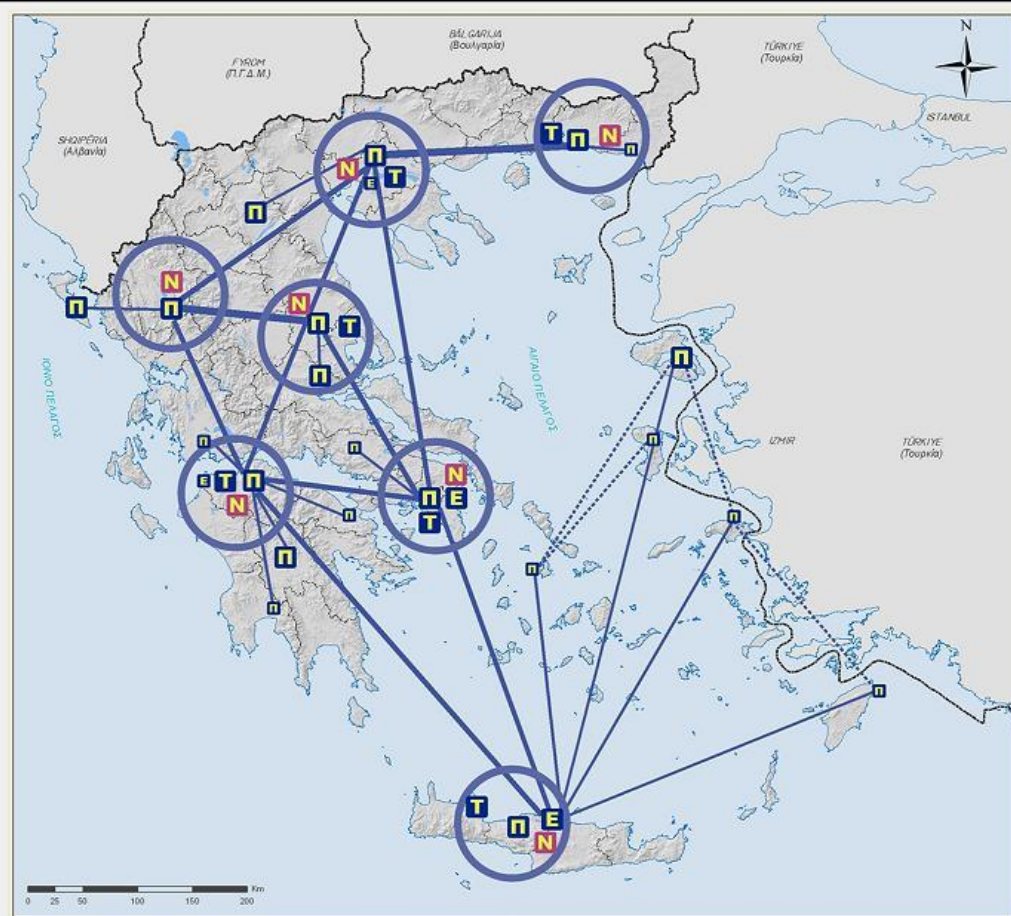 BĂLGARIJA
(Βουλγαρία)
N
TÜRKIYE
(Τουρκία)
FYROM
(Π.Γ.Δ.Μ.)
ISTANBUL
SHQIPËRIA
(Αλβανία)
Τ Π Ν Π
Ν Π Ε Τ
Π
Ν
Π
Π
Ν Π Τ
Π
ΙΟΝΙΟ ΠΕΛΑΓΟΣ
ΑΙΓΑΙΟ ΠΕΛΑΓΟΣ
Π
Π
IZMIR
TÜRKIYE
(Τουρκία)
Π
Π
Ε Τ Π
Ν
Ν
Π Ε
Τ
Π
Π
Π
Π
Π
Π
Τ
Π Ε
Ν
0 25 50 100 150 200
Km